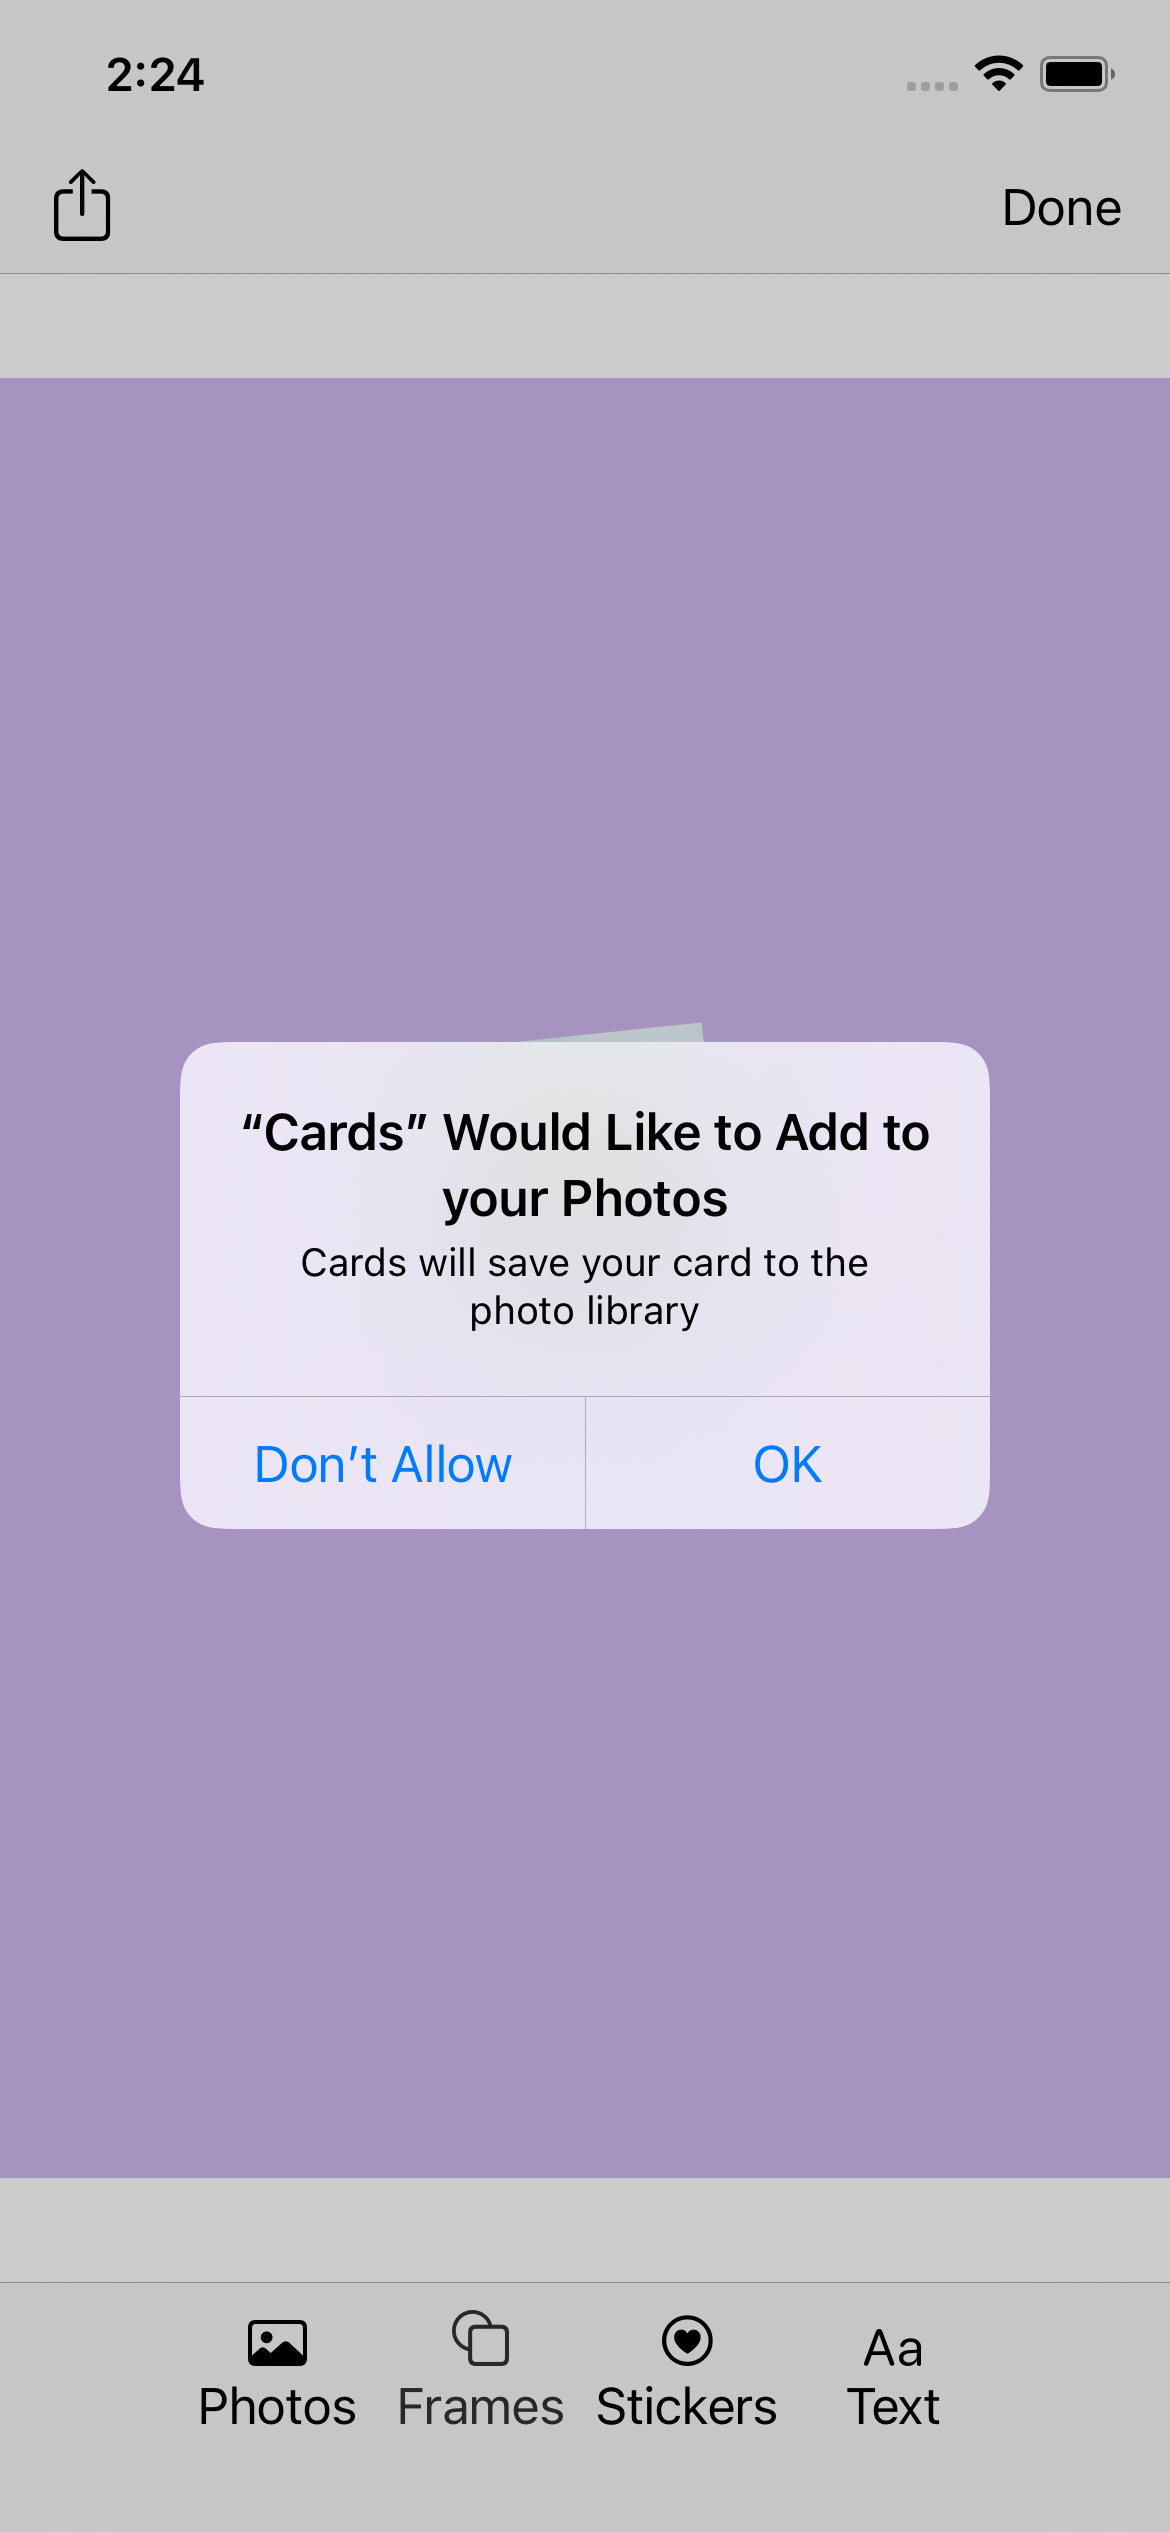 2:24
Done
“Cards” Would Like to Add to
your Photos
Cards will save your card to the
photo library
Don’t Allow
OK
Aa
Photos
Frames
Stickers
Text